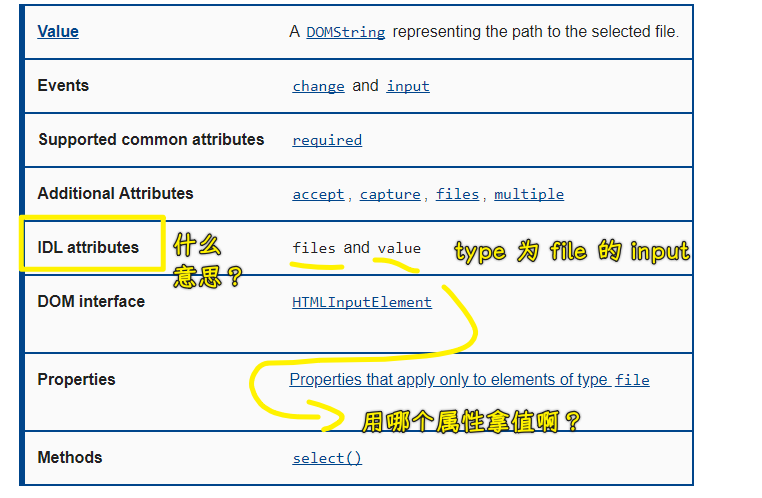 Value A DOMString representing the path to the selected file.
Events change and input
Supported common attributes required
Additional Attributes accept, capture, files, multiple
IDL attributes 什么 files and value type 为 file 的 input
意思？
DOM interface HTMLInputElement
Properties Properties that apply only to elements of type file
用哪个属性拿值啊？
Methods select()